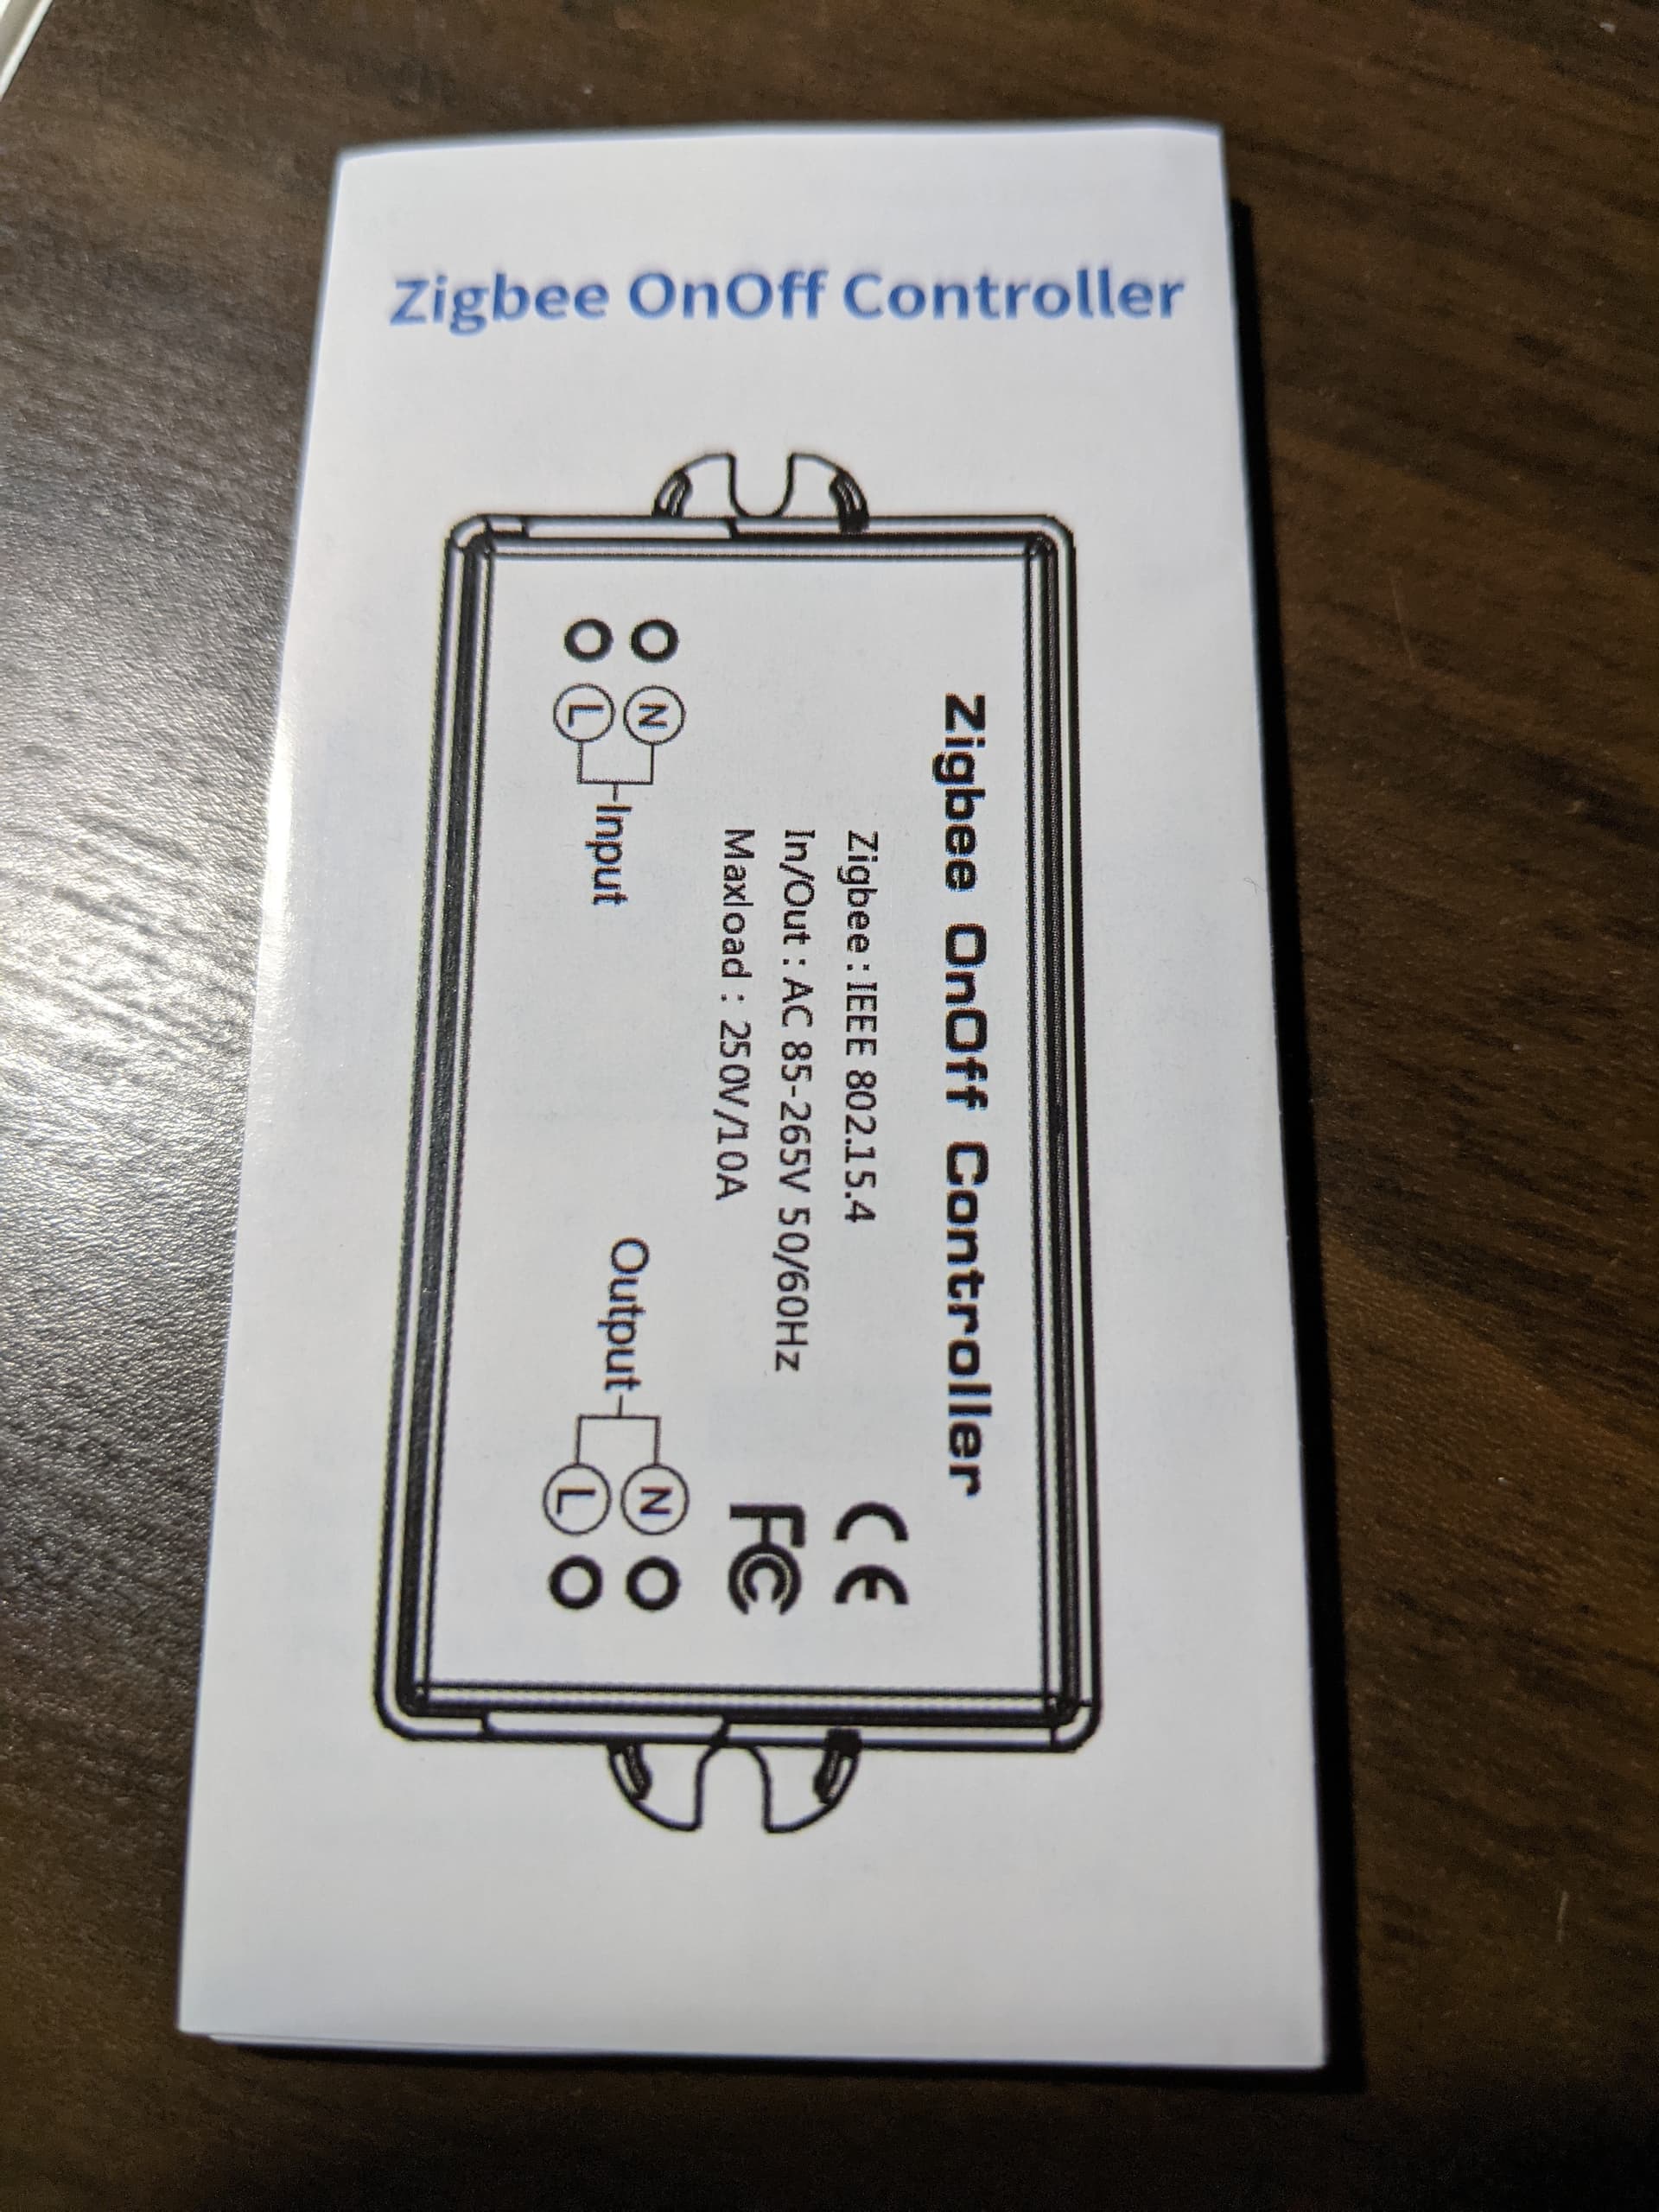 Zigbee OnOff Controller
Zigbee OnOff Controller
Zigbee : IEEE 802.15.4
In/Out : AC 85-265V 50/60Hz
Maxload : 250V/10A
CE
FC
N
L
Input
Output
N
L